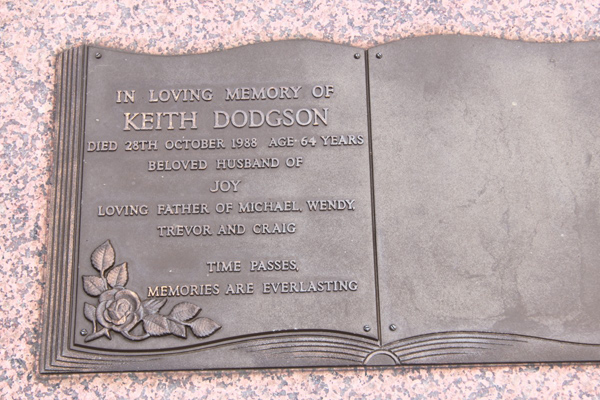 IN LOVING MEMORY OF
KEITH DODGSON
DIED 28TH OCTOBER 1988 AGE 64 YEARS
BELOVED HUSBAND OF
JOY
LOVING FATHER OF MICHAEL, WENDY,
TREVOR AND CRAIG
TIME PASSES,
MEMORIES ARE EVERLASTING